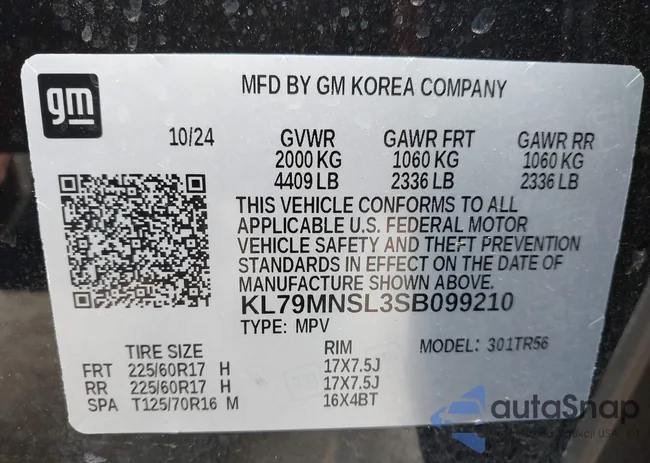 gm
MFD BY GM KOREA COMPANY
10/24 GVWR GAWR FRT GAWR RR
2000 KG 1060 KG 1060 KG
4409 LB 2336 LB 2336 LB
THIS VEHICLE CONFORMS TO ALL
APPLICABLE U.S. FEDERAL MOTOR
VEHICLE SAFETY AND THEFT PREVENTION
STANDARDS IN EFFECT ON THE DATE OF
MANUFACTURE SHOWN ABOVE.
KL79MNSL3SB099210
TYPE: MPV
TIRE SIZE RIM MODEL: 301TR56
FRT 225/60R17 H 17X7.5J
RR 225/60R17 H 17X7.5J
SPA T125/70R16 M 16X4BT
autoSnap